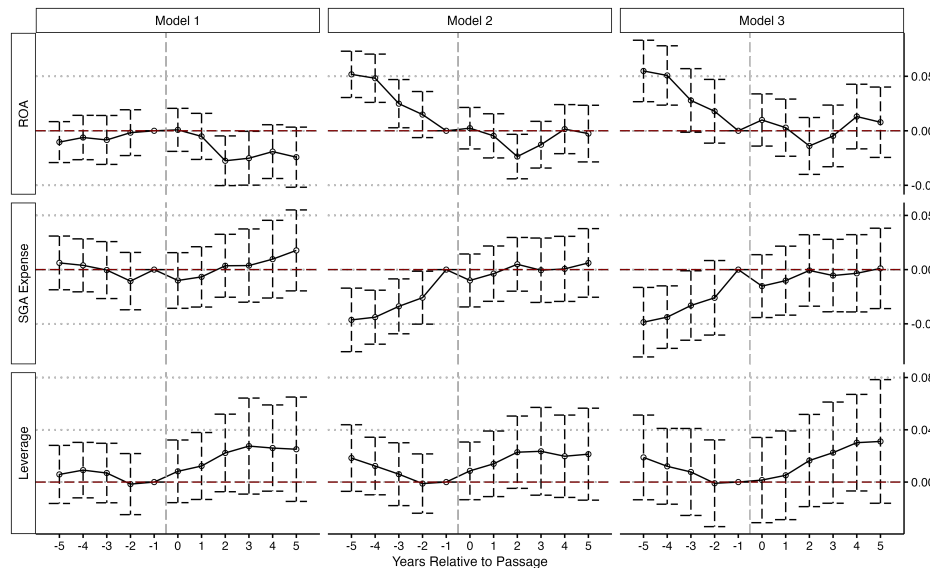 Model 1 Model 2 Model 3
ROA
0.05
0.00
-0.0
SGA Expense
0.05
0.00
-0.0
Leverage
0.08
0.04
0.00
-5 -4 -3 -2 -1 0 1 2 3 4 5 -5 -4 -3 -2 -1 0 1 2 3 4 5 -5 -4 -3 -2 -1 0 1 2 3 4 5
Years Relative to Passage